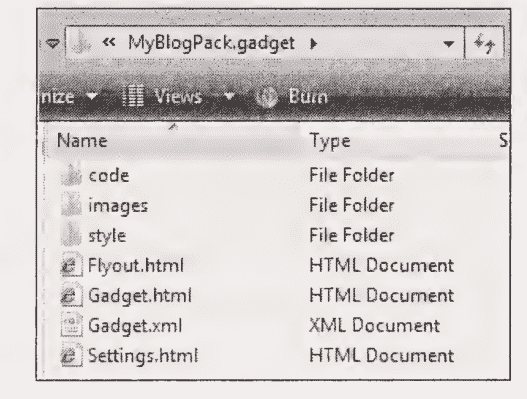 « MyBlogPack.gadget
nize Views Burn
Name Type S
code File Folder
images File Folder
style File Folder
Flyout.html HTML Document
Gadget.html HTML Document
Gadget.xml XML Document
Settings.html HTML Document